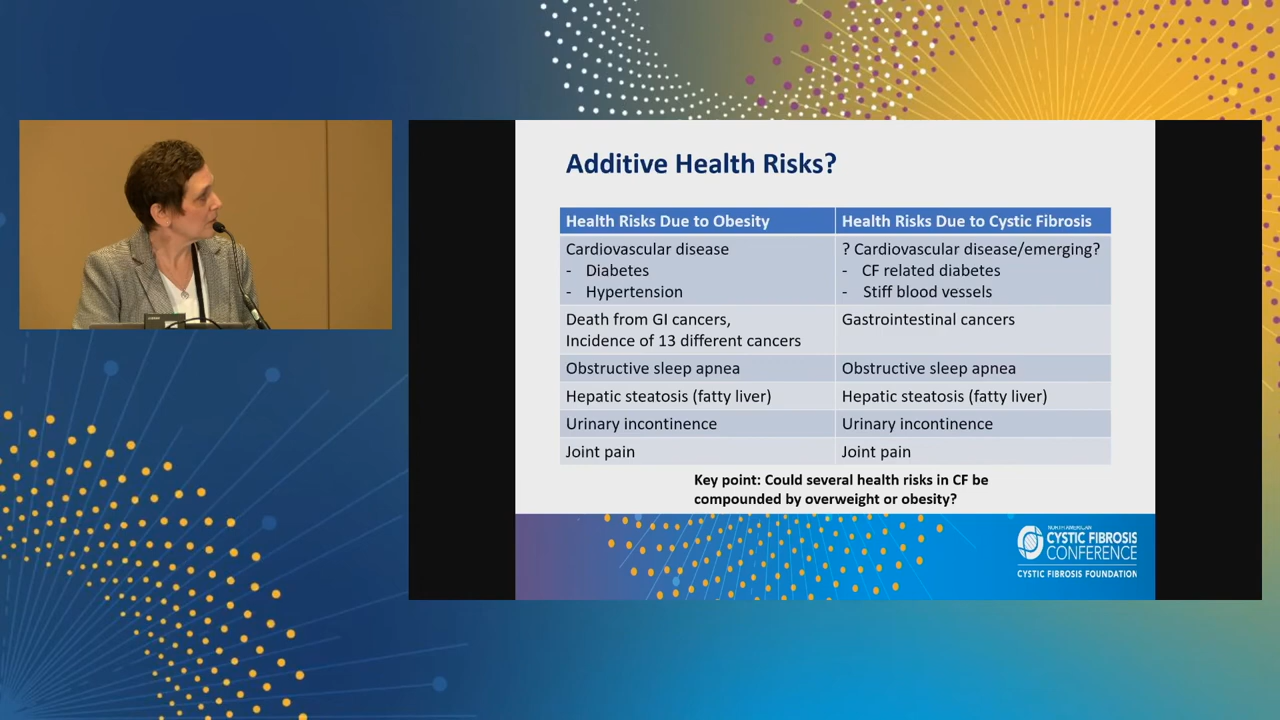 Additive Health Risks?
Health Risks Due to Obesity
Health Risks Due to Cystic Fibrosis
Cardiovascular disease
- Diabetes
- Hypertension
? Cardiovascular disease/emerging?
- CF related diabetes
- Stiff blood vessels
Death from GI cancers,
Incidence of 13 different cancers
Gastrointestinal cancers
Obstructive sleep apnea
Obstructive sleep apnea
Hepatic steatosis (fatty liver)
Hepatic steatosis (fatty liver)
Urinary incontinence
Urinary incontinence
Joint pain
Joint pain
Key point: Could several health risks in CF be
compounded by overweight or obesity?
NORTH AMERICAN
CYSTIC FIBROSIS
CONFERENCE
CYSTIC FIBROSIS FOUNDATION